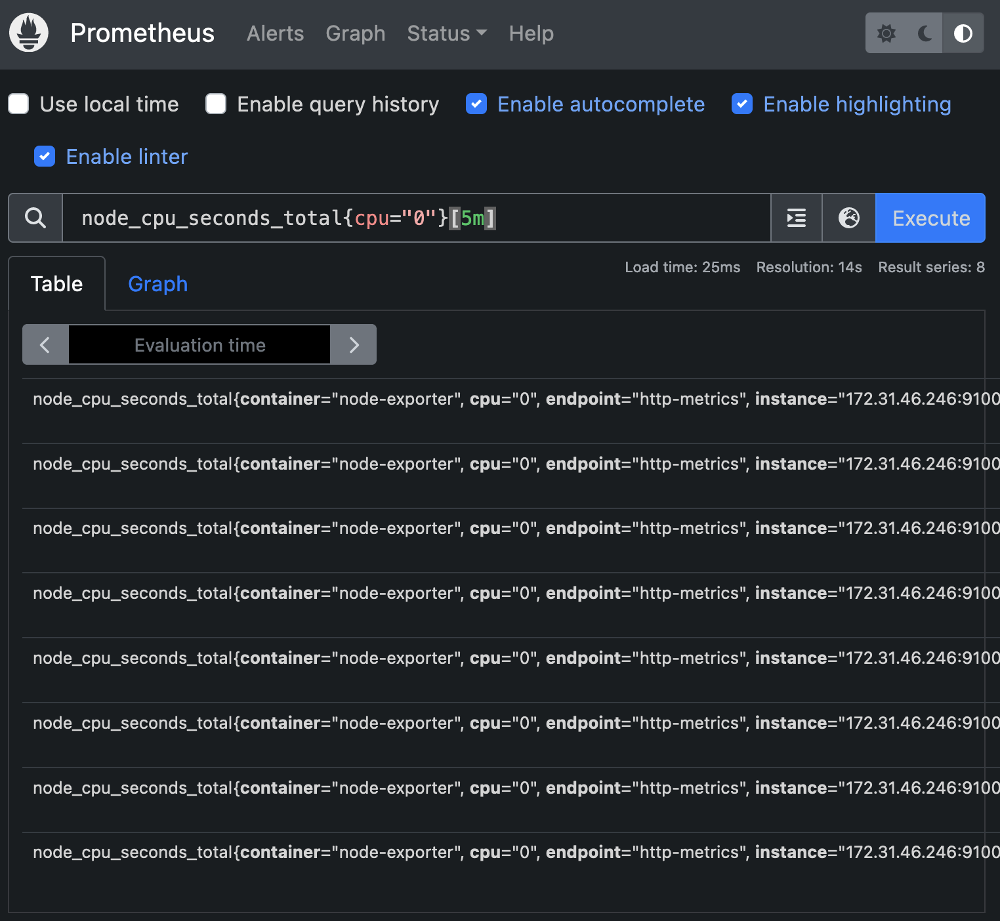 Prometheus Alerts Graph Status Help
Use local time Enable query history Enable autocomplete Enable highlighting
Enable linter
node_cpu_seconds_total{cpu="0"}[5m] Execute
Load time: 25ms Resolution: 14s Result series: 8
Table Graph
Evaluation time
node_cpu_seconds_total{container="node-exporter", cpu="0", endpoint="http-metrics", instance="172.31.46.246:9100
node_cpu_seconds_total{container="node-exporter", cpu="0", endpoint="http-metrics", instance="172.31.46.246:9100
node_cpu_seconds_total{container="node-exporter", cpu="0", endpoint="http-metrics", instance="172.31.46.246:9100
node_cpu_seconds_total{container="node-exporter", cpu="0", endpoint="http-metrics", instance="172.31.46.246:9100
node_cpu_seconds_total{container="node-exporter", cpu="0", endpoint="http-metrics", instance="172.31.46.246:9100
node_cpu_seconds_total{container="node-exporter", cpu="0", endpoint="http-metrics", instance="172.31.46.246:9100
node_cpu_seconds_total{container="node-exporter", cpu="0", endpoint="http-metrics", instance="172.31.46.246:9100
node_cpu_seconds_total{container="node-exporter", cpu="0", endpoint="http-metrics", instance="172.31.46.246:9100